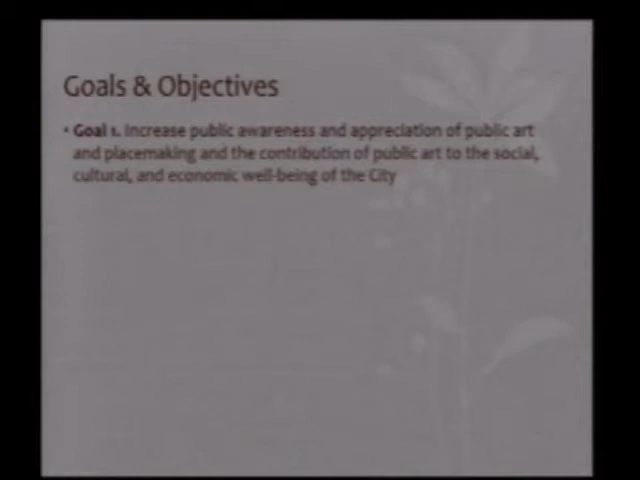 Goals & Objectives
• Goal 1. Increase public awareness and appreciation of public art
and placemaking and the contribution of public art to the social,
cultural, and economic well-being of the City